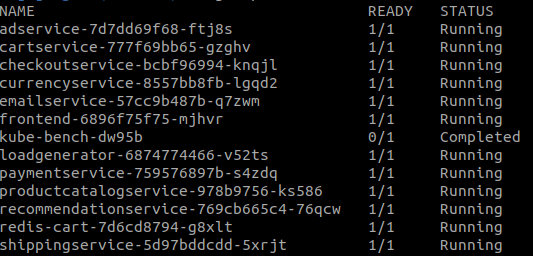 NAME READY STATUS
adservice-7d7dd69f68-ftj8s 1/1 Running
cartservice-777f69bb65-gzghv 1/1 Running
checkoutservice-bcbf96994-knqjl 1/1 Running
currencyservice-8557bb8fb-lgqd2 1/1 Running
emailservice-57cc9b487b-q7zwm 1/1 Running
frontend-6896f75f75-mjhvr 1/1 Running
kube-bench-dw95b 0/1 Completed
loadgenerator-6874774466-v52ts 1/1 Running
paymentservice-759576897b-s4zdq 1/1 Running
productcatalogservice-978b9756-ks586 1/1 Running
recommendationservice-769cb665c4-76qcw 1/1 Running
redis-cart-7d6cd8794-g8xlt 1/1 Running
shippingservice-5d97bddcdd-5xrjt 1/1 Running